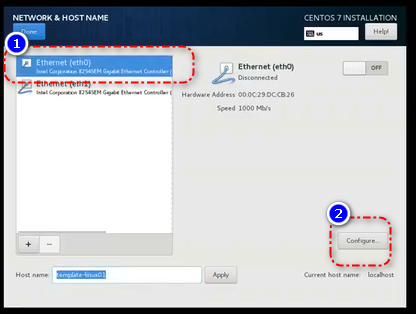 NETWORK & HOST NAME
CENTOS 7 INSTALLATION
Done
us
Help!
1
Ethernet (eth0)
Intel Corporation 82545EM Gigabit Ethernet Controller (
Ethernet (eth1)
Intel Corporation 82545EM Gigabit Ethernet Controller (
Ethernet (eth0)
Disconnected
OFF
Hardware Address 00:0C:29:DC:CB:26
Speed 1000 Mb/s
2
Configure...
+ −
Host name: template-linux01
Apply
Current host name: localhost